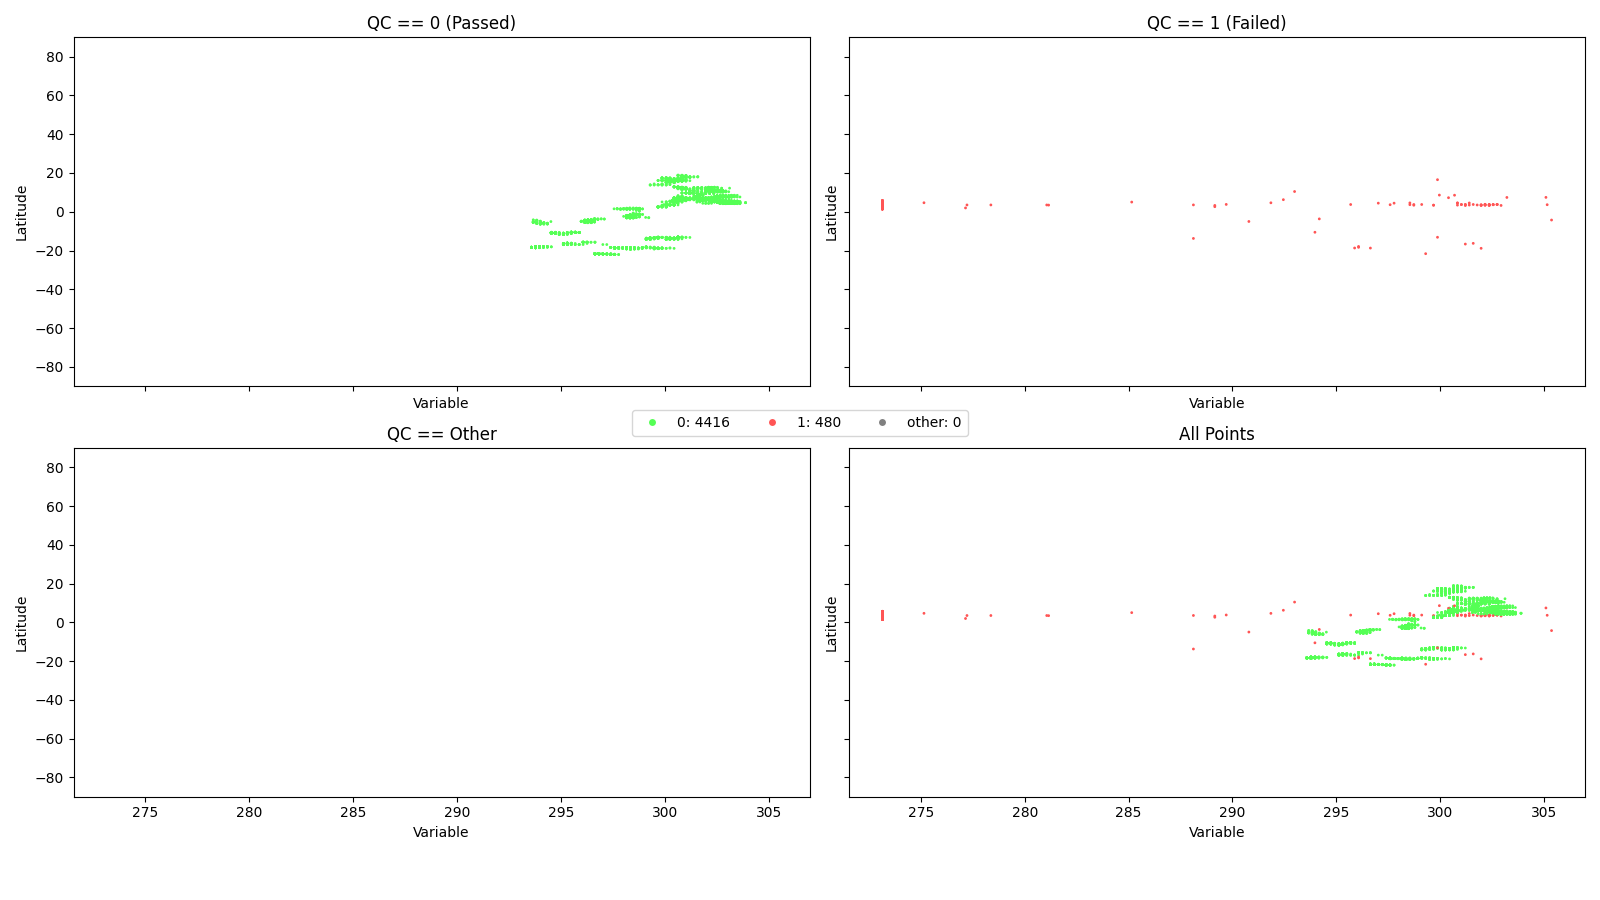 QC == 0 (Passed)
QC == 1 (Failed)
80
60
40
20
0
−20
−40
−60
−80
Latitude
Latitude
Variable
Variable
0: 4416 1: 480 other: 0
QC == Other
All Points
80
60
40
20
0
−20
−40
−60
−80
Latitude
Latitude
275 280 285 290 295 300 305
275 280 285 290 295 300 305
Variable
Variable